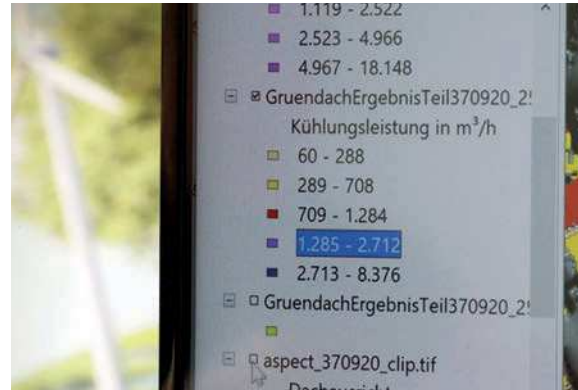 1.119 - 2.522
2.523 - 4.966
4.967 - 18.148
GruendachErgebnisTeil370920_2
Kühlungsleistung in m³/h
60 - 288
289 - 708
709 - 1.284
1.285 - 2.712
2.713 - 8.376
GruendachErgebnisTeil370920_2
aspect_370920_clip.tif